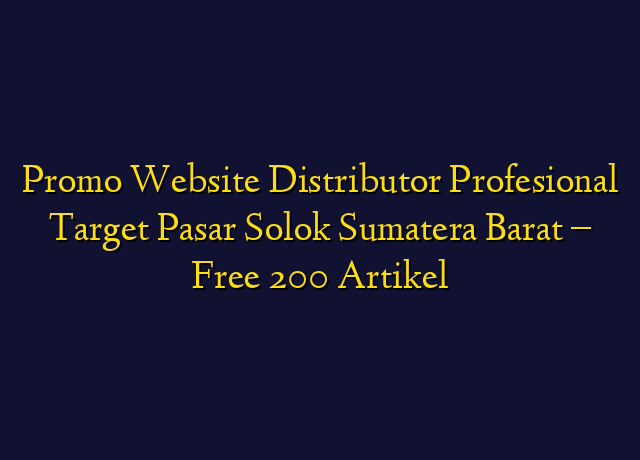 Promo Website Distributor Profesional
Target Pasar Solok Sumatera Barat –
Free 200 Artikel